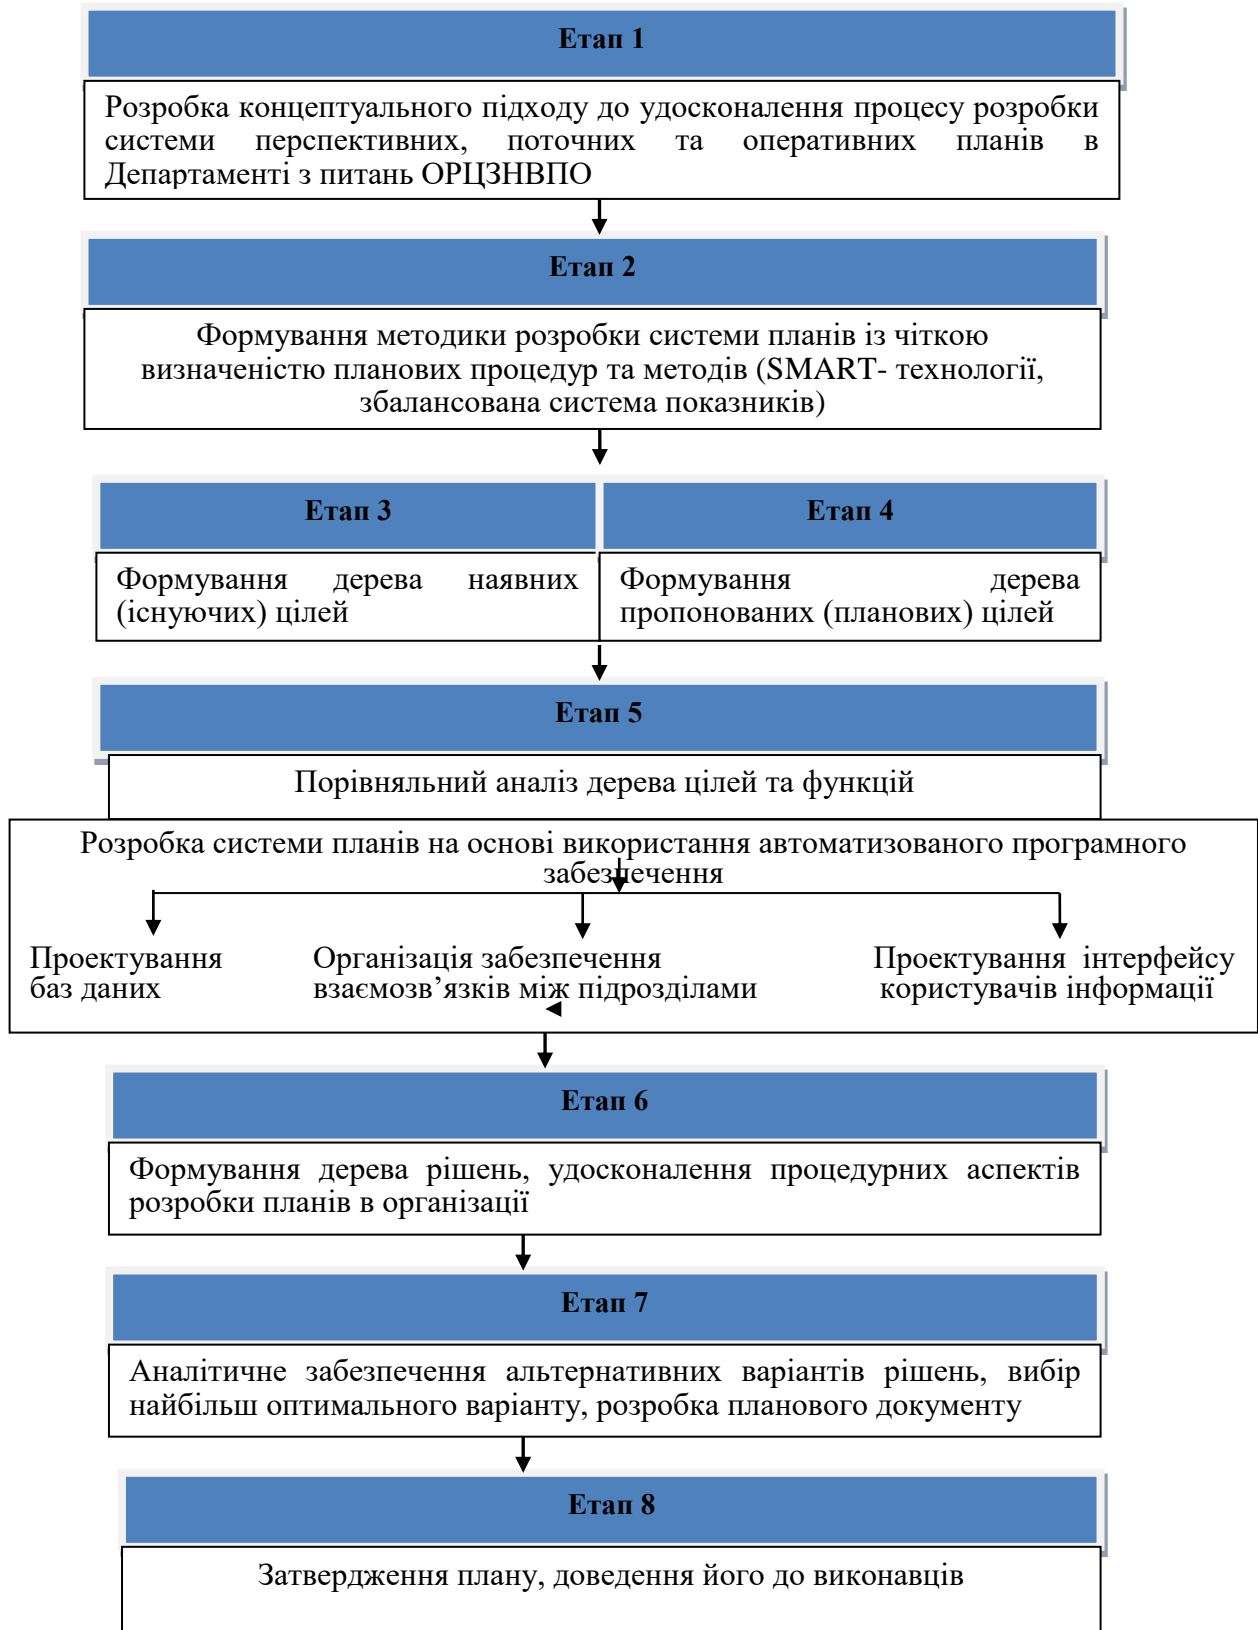 Етап 1
Розробка концептуального підходу до удосконалення процесу розробки
системи перспективних, поточних та оперативних планів в
Департаменті з питань ОРЦЗНВПО
Етап 2
Формування методики розробки системи планів із чіткою
визначеністю планових процедур та методів (SMART- технології,
збалансована система показників)
Етап 3
Формування дерева наявних
(існуючих) цілей
Етап 4
Формування дерева
пропонованих (планових) цілей
Етап 5
Порівняльний аналіз дерева цілей та функцій
Розробка системи планів на основі використання автоматизованого програмного
забезпечення
Проектування
баз даних
Організація забезпечення
взаємозв’язків між підрозділами
Проектування інтерфейсу
користувачів інформації
Етап 6
Формування дерева рішень, удосконалення процедурних аспектів
розробки планів в організації
Етап 7
Аналітичне забезпечення альтернативних варіантів рішень, вибір
найбільш оптимального варіанту, розробка планового документу
Етап 8
Затвердження плану, доведення його до виконавців